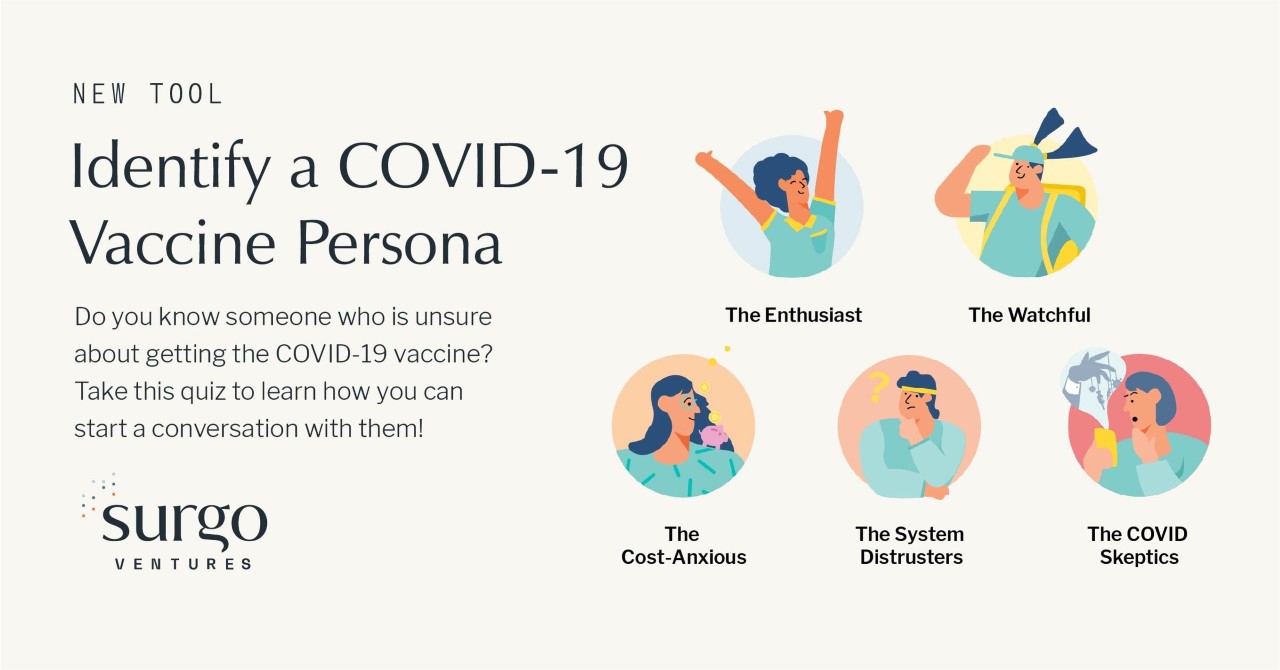 NEW TOOL
Identify a COVID-19
Vaccine Persona
Do you know someone who is unsure
about getting the COVID-19 vaccine?
Take this quiz to learn how you can
start a conversation with them!
surgo
VENTURES
The Enthusiast
The Watchful
?
The
Cost-Anxious
The System
Distrusters
The COVID
Skeptics